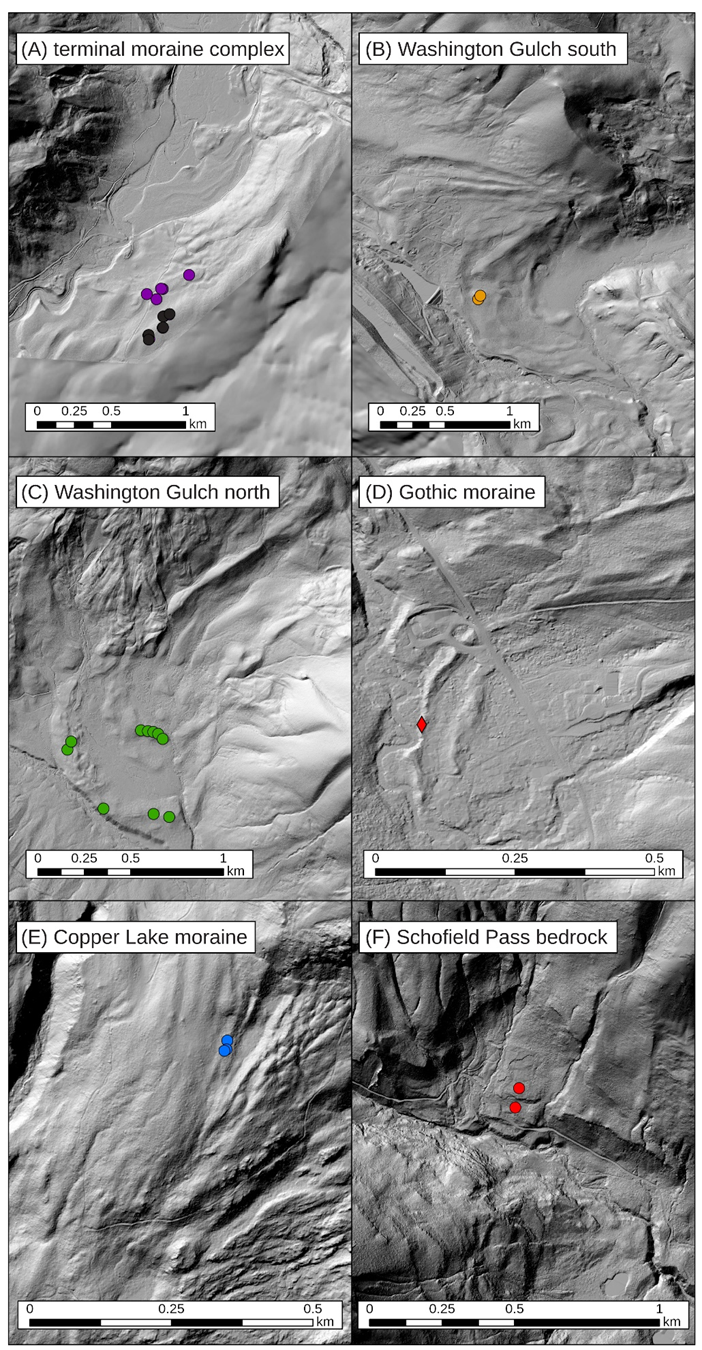 (A) terminal moraine complex
0 0.25 0.5 1
km
(B) Washington Gulch south
0 0.25 0.5 1
km
(C) Washington Gulch north
0 0.25 0.5 1
km
(D) Gothic moraine
0 0.25 0.5
km
(E) Copper Lake moraine
0 0.25 0.5
km
(F) Schofield Pass bedrock
0 0.25 0.5 1
km